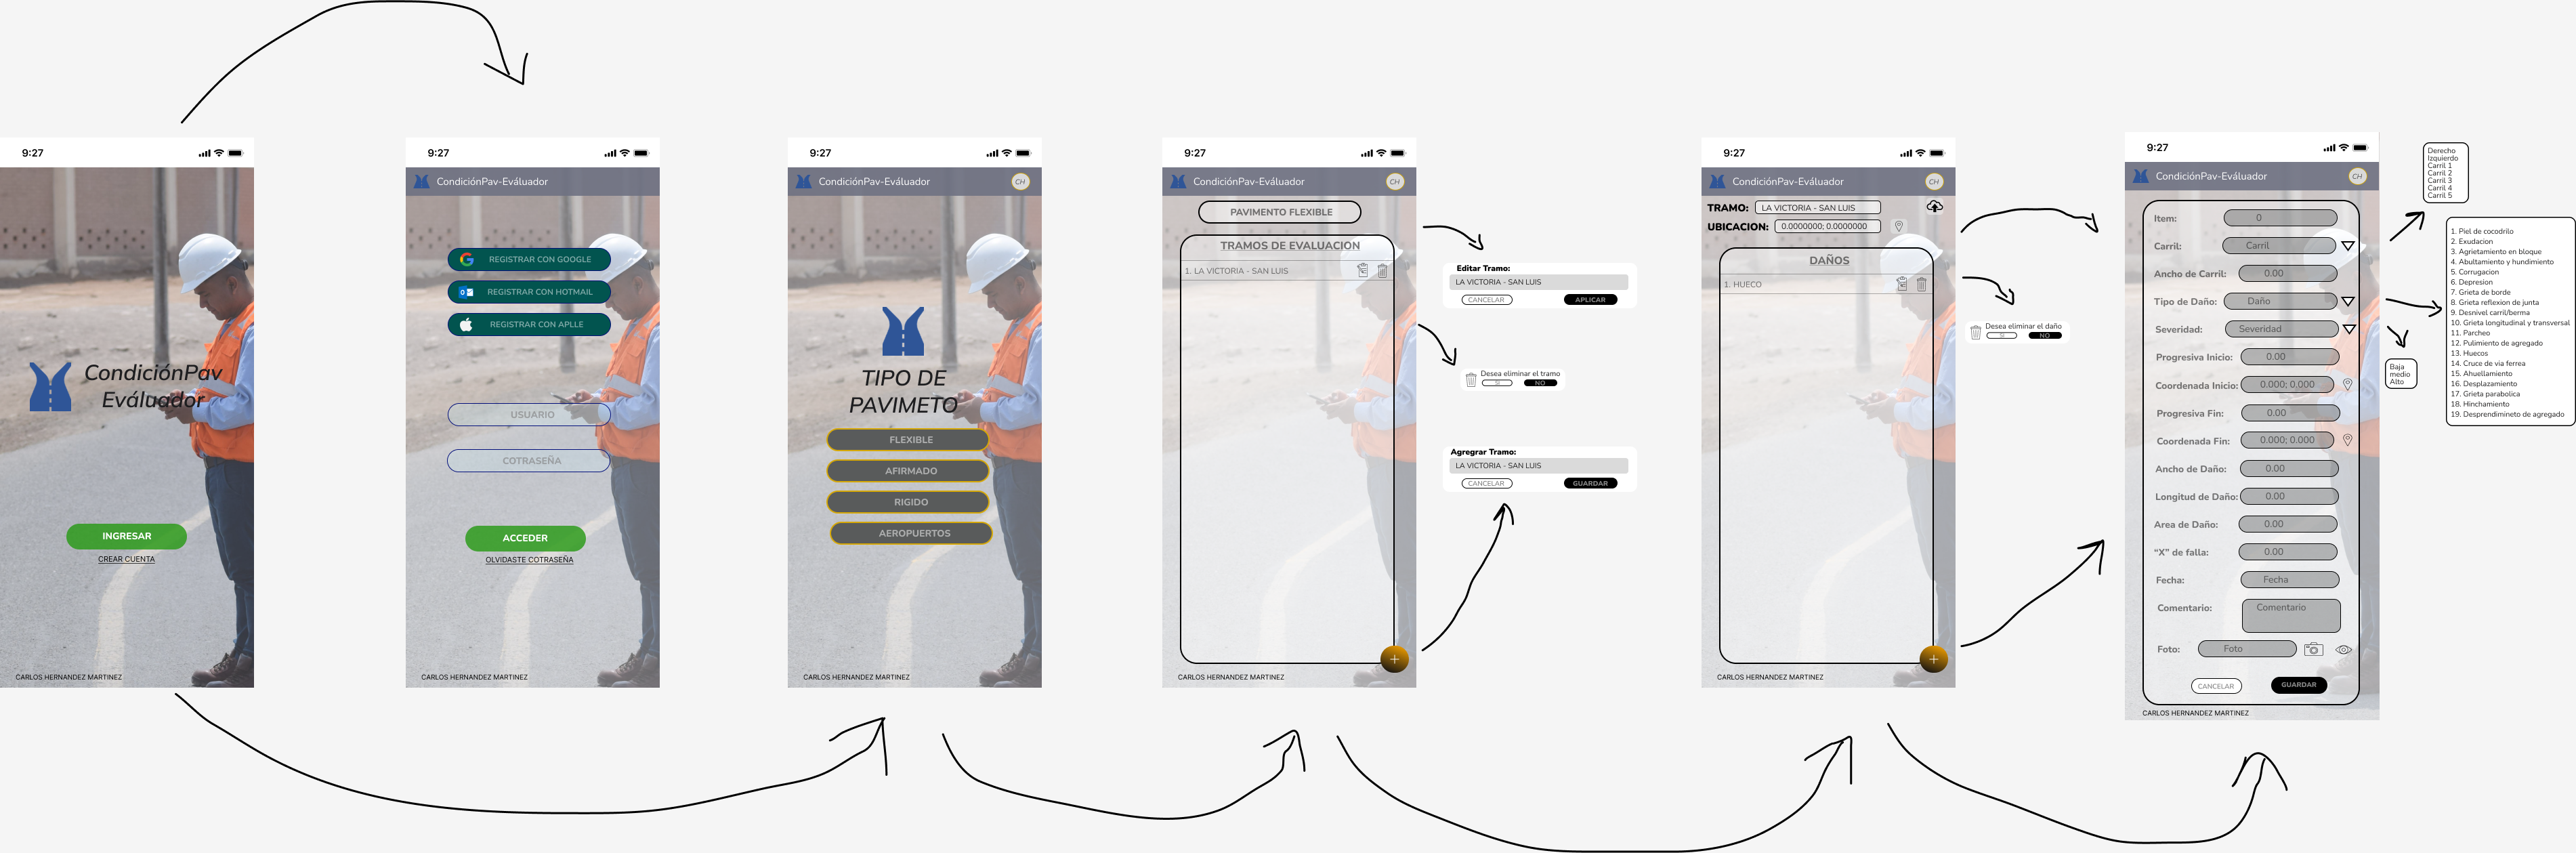 9:27
CondiciónPav
Eváluador
INGRESAR
CREAR CUENTA
CARLOS HERNANDEZ MARTINEZ
9:27
CondiciónPav-Eváluador
REGISTRAR CON GOOGLE
REGISTRAR CON HOTMAIL
REGISTRAR CON APLLE
USUARIO
COTRASEÑA
ACCEDER
OLVIDASTE COTRASEÑA
CARLOS HERNANDEZ MARTINEZ
9:27
CondiciónPav-Eváluador
CH
TIPO DE
PAVIMETO
FLEXIBLE
AFIRMADO
RIGIDO
AEROPUERTOS
CARLOS HERNANDEZ MARTINEZ
9:27
CondiciónPav-Eváluador
CH
PAVIMENTO FLEXIBLE
TRAMOS DE EVALUACION
1. LA VICTORIA - SAN LUIS
+
CARLOS HERNANDEZ MARTINEZ
Editar Tramo:
LA VICTORIA - SAN LUIS
CANCELAR APLICAR
Desea eliminar el tramo
SI NO
Agregrar Tramo:
LA VICTORIA - SAN LUIS
CANCELAR GUARDAR
9:27
CondiciónPav-Eváluador
CH
TRAMO: LA VICTORIA - SAN LUIS
UBICACION: 0.0000000; 0.0000000
DAÑOS
1. HUECO
+
CARLOS HERNANDEZ MARTINEZ
Desea eliminar el daño
SI NO
9:27
CondiciónPav-Eváluador
CH
Item: 0
Carril: Carril
Ancho de Carril: 0.00
Tipo de Daño: Daño
Severidad: Severidad
Progresiva Inicio: 0.00
Coordenada Inicio: 0.000; 0,000
Progresiva Fin: 0.00
Coordenada Fin: 0.000; 0.000
Ancho de Daño: 0.00
Longitud de Daño: 0.00
Area de Daño: 0.00
“X” de falla: 0.00
Fecha: Fecha
Comentario: Comentario
Foto: Foto
CANCELAR GUARDAR
CARLOS HERNANDEZ MARTINEZ
Derecho
Izquierdo
Carril 1
Carril 2
Carril 3
Carril 4
Carril 5
1. Piel de cocodrilo
2. Exudacion
3. Agrietamiento en bloque
4. Abultamiento y hundimiento
5. Corrugacion
6. Depresion
7. Grieta de borde
8. Grieta reflexion de junta
9. Desnivel carril/berma
10. Grieta longitudinal y transversal
11. Parcheo
12. Pulimiento de agregado
13. Huecos
14. Cruce de via ferrea
15. Ahuellamiento
16. Desplazamiento
17. Grieta parabolica
18. Hinchamiento
19. Desprendimineto de agregado
Baja
medio
Alto